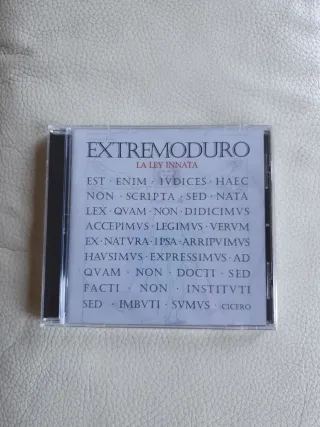 EXTREMODURO
LA LEY INNATA
EST · ENIM · IVDICES · HAEC
NON · SCRIPTA · SED · NATA
LEX · QVAM · NON · DIDICIMVS
ACCEPIMVS · LEGIMVS · VERVM
EX · NATVRA · IPSA · ARRIPVIMVS
HAVSIMVS · EXPRESSIMVS · AD
QVAM · NON · DOCTI · SED
FACTI · NON · INSTITVTI
SED · IMBVTI · SVMVS · CICERO